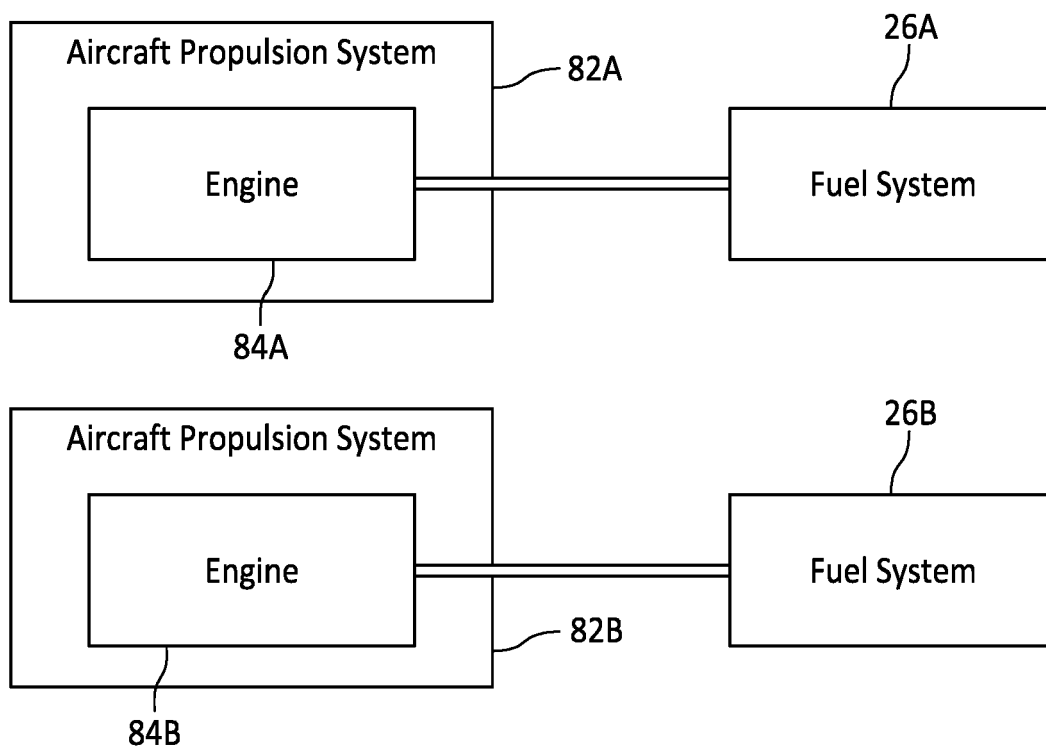 Aircraft Propulsion System
82A
26A
Engine
Fuel System
84A
Aircraft Propulsion System
26B
Engine
Fuel System
82B
84B